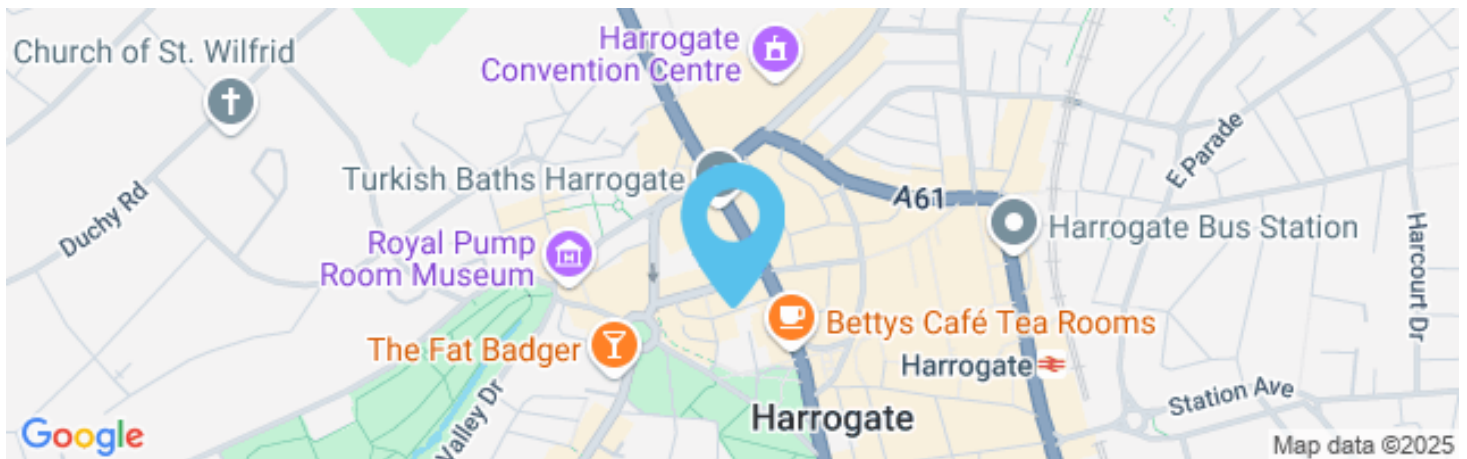 Church of St. Wilfrid
Harrogate
Convention Centre
Turkish Baths Harrogate
A61
E Parade
Duchy Rd
Royal Pump
Room Museum
Harrogate Bus Station
Harcourt Dr
The Fat Badger
Bettys Café Tea Rooms
Harrogate
Valley Dr
Station Ave
Harrogate
Google
Map data ©2025